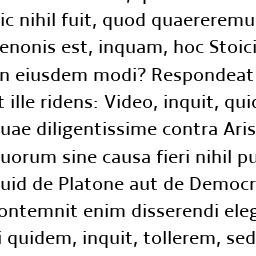 ic nihil fuit, quod quaereremu
enonis est, inquam, hoc Stoici
n eiusdem modi? Respondeat
t ille ridens: Video, inquit, quic
uae diligentissime contra Aris
uorum sine causa fieri nihil pu
uid de Platone aut de Democr
ontemnit enim disserendi eleg
i quidem, inquit, tollerem, sed